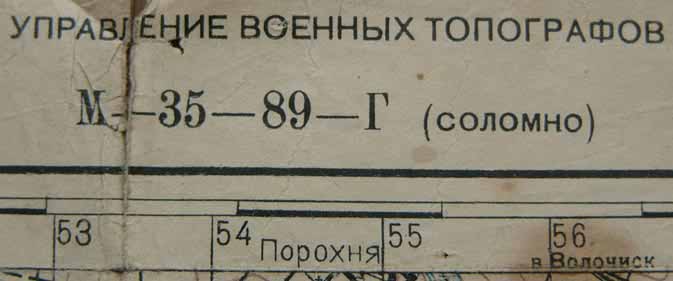 УПРАВЛЕНИЕ ВОЕННЫХ ТОПОГРАФОВ
М—35—89—Г (СОЛОМНО)
53 54 Порохня 55 56
в Волочиск